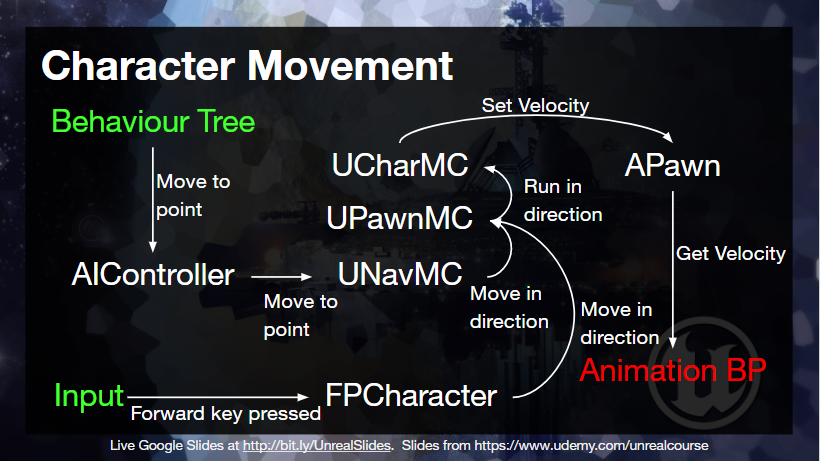 Character Movement
Set Velocity
Behaviour Tree
UCharMC
APawn
Move to
point
Run in
direction
UPawnMC
Get Velocity
AIController
UNavMC
Move to
point
Move in
direction
Move in
direction
Animation BP
Input
FPCharacter
Forward key pressed
Live Google Slides at http://bit.ly/UnrealSlides. Slides from https://www.udemy.com/unrealcourse